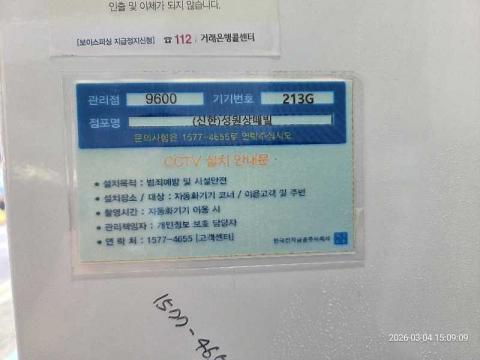 인출 및 이체가 되지 않습니다.
[보이스피싱 지급정지신청] ☎ 112 / 거래은행콜센터
관리점 9600 기기번호 213G
점포명 (신한)성원상떼빌
문의사항은 1577-4655로 연락주십시오
CCTV 설치 안내문
• 설치목적 : 범죄예방 및 시설안전
• 설치장소 / 대상 : 자동화기기 코너 / 이용고객 및 주변
• 촬영시간 : 자동화기기 이용 시
• 관리책임자 : 개인정보 보호 담당자
• 연 락 처 : 1577-4655 [고객센터]
한국전자금융주식회사
1577-466
2026-03-04 15:09:09